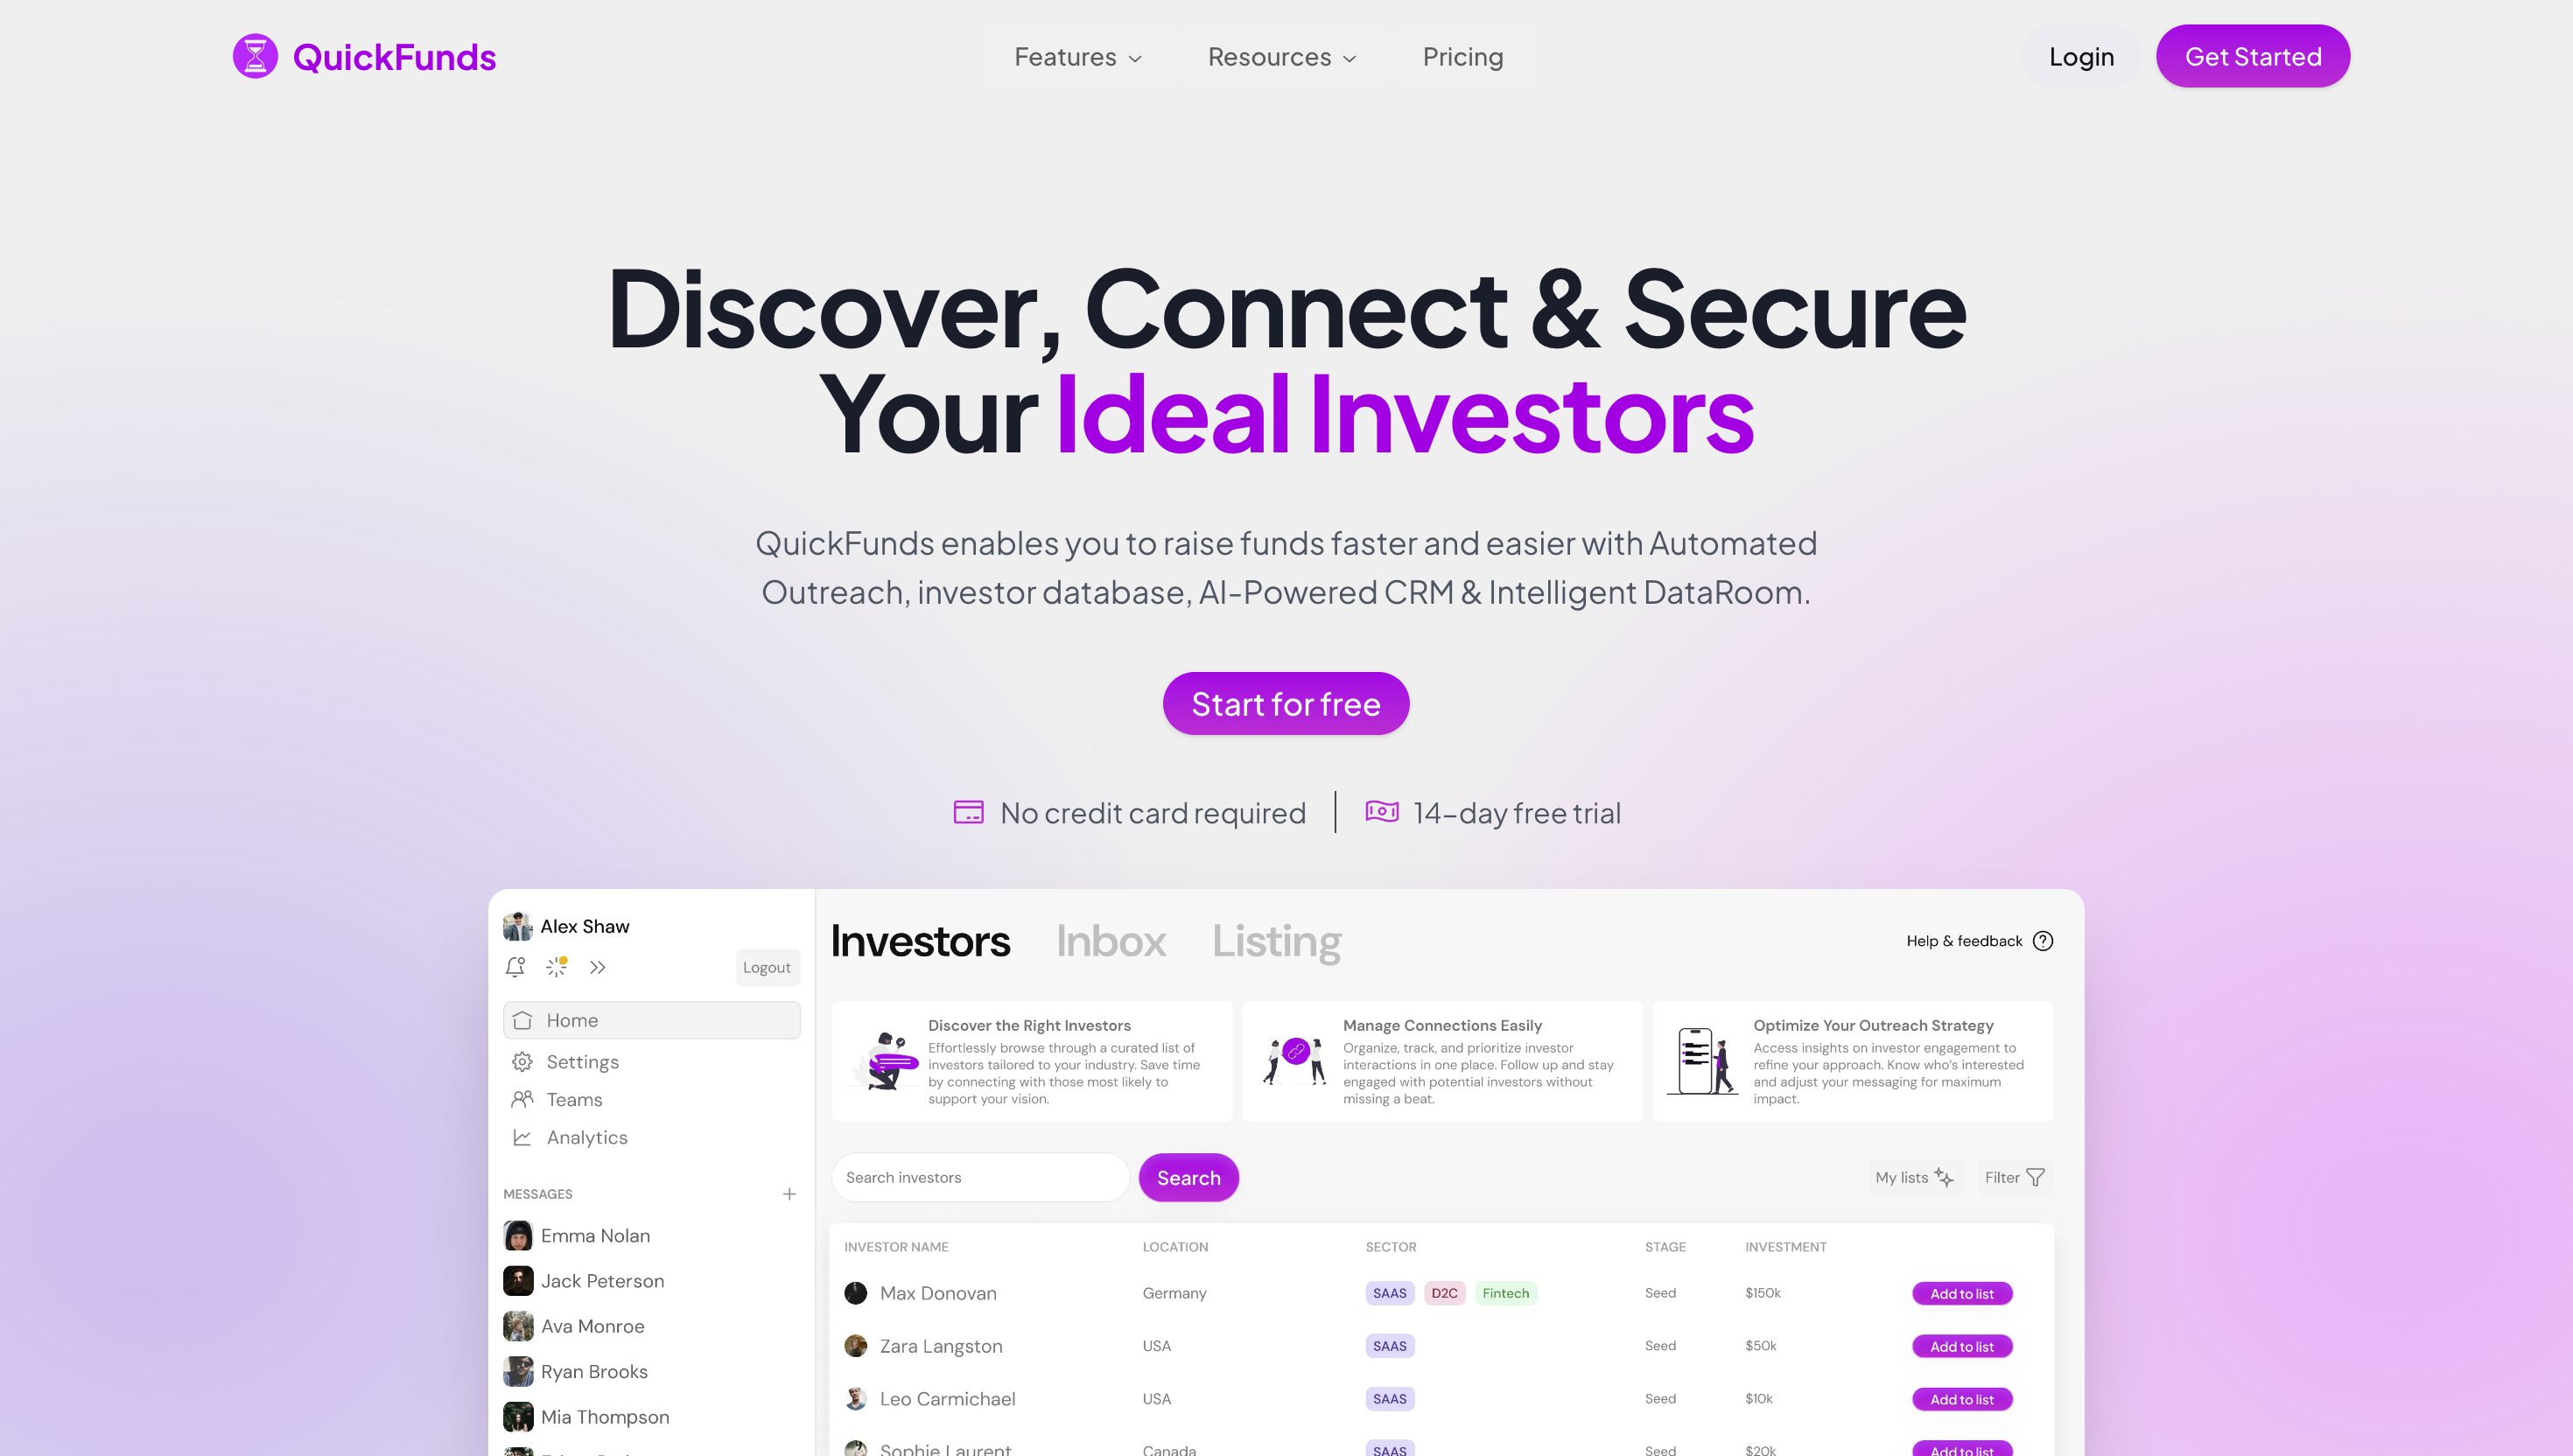 QuickFunds
Features
Resources
Pricing
Login
Get Started
Discover, Connect & Secure
Your Ideal Investors
QuickFunds enables you to raise funds faster and easier with Automated
Outreach, investor database, AI-Powered CRM & Intelligent DataRoom.
Start for free
No credit card required
14-day free trial
Alex Shaw
Logout
Home
Settings
Teams
Analytics
MESSAGES
Emma Nolan
Jack Peterson
Ava Monroe
Ryan Brooks
Mia Thompson
Investors
Inbox
Listing
Help & feedback
Discover the Right Investors
Effortlessly browse through a curated list of
investors tailored to your industry. Save time
by connecting with those most likely to
support your vision.
Manage Connections Easily
Organize, track, and prioritize investor
interactions in one place. Follow up and stay
engaged with potential investors without
missing a beat.
Optimize Your Outreach Strategy
Access insights on investor engagement to
refine your approach. Know who's interested
and adjust your messaging for maximum
impact.
Search investors
Search
My lists
Filter
INVESTOR NAME LOCATION SECTOR STAGE INVESTMENT
Max Donovan Germany SAAS D2C Fintech Seed $150k Add to list
Zara Langston USA SAAS Seed $50k Add to list
Leo Carmichael USA SAAS Seed $10k Add to list
Sophie Laurent Canada SAAS Seed $20k Add to list